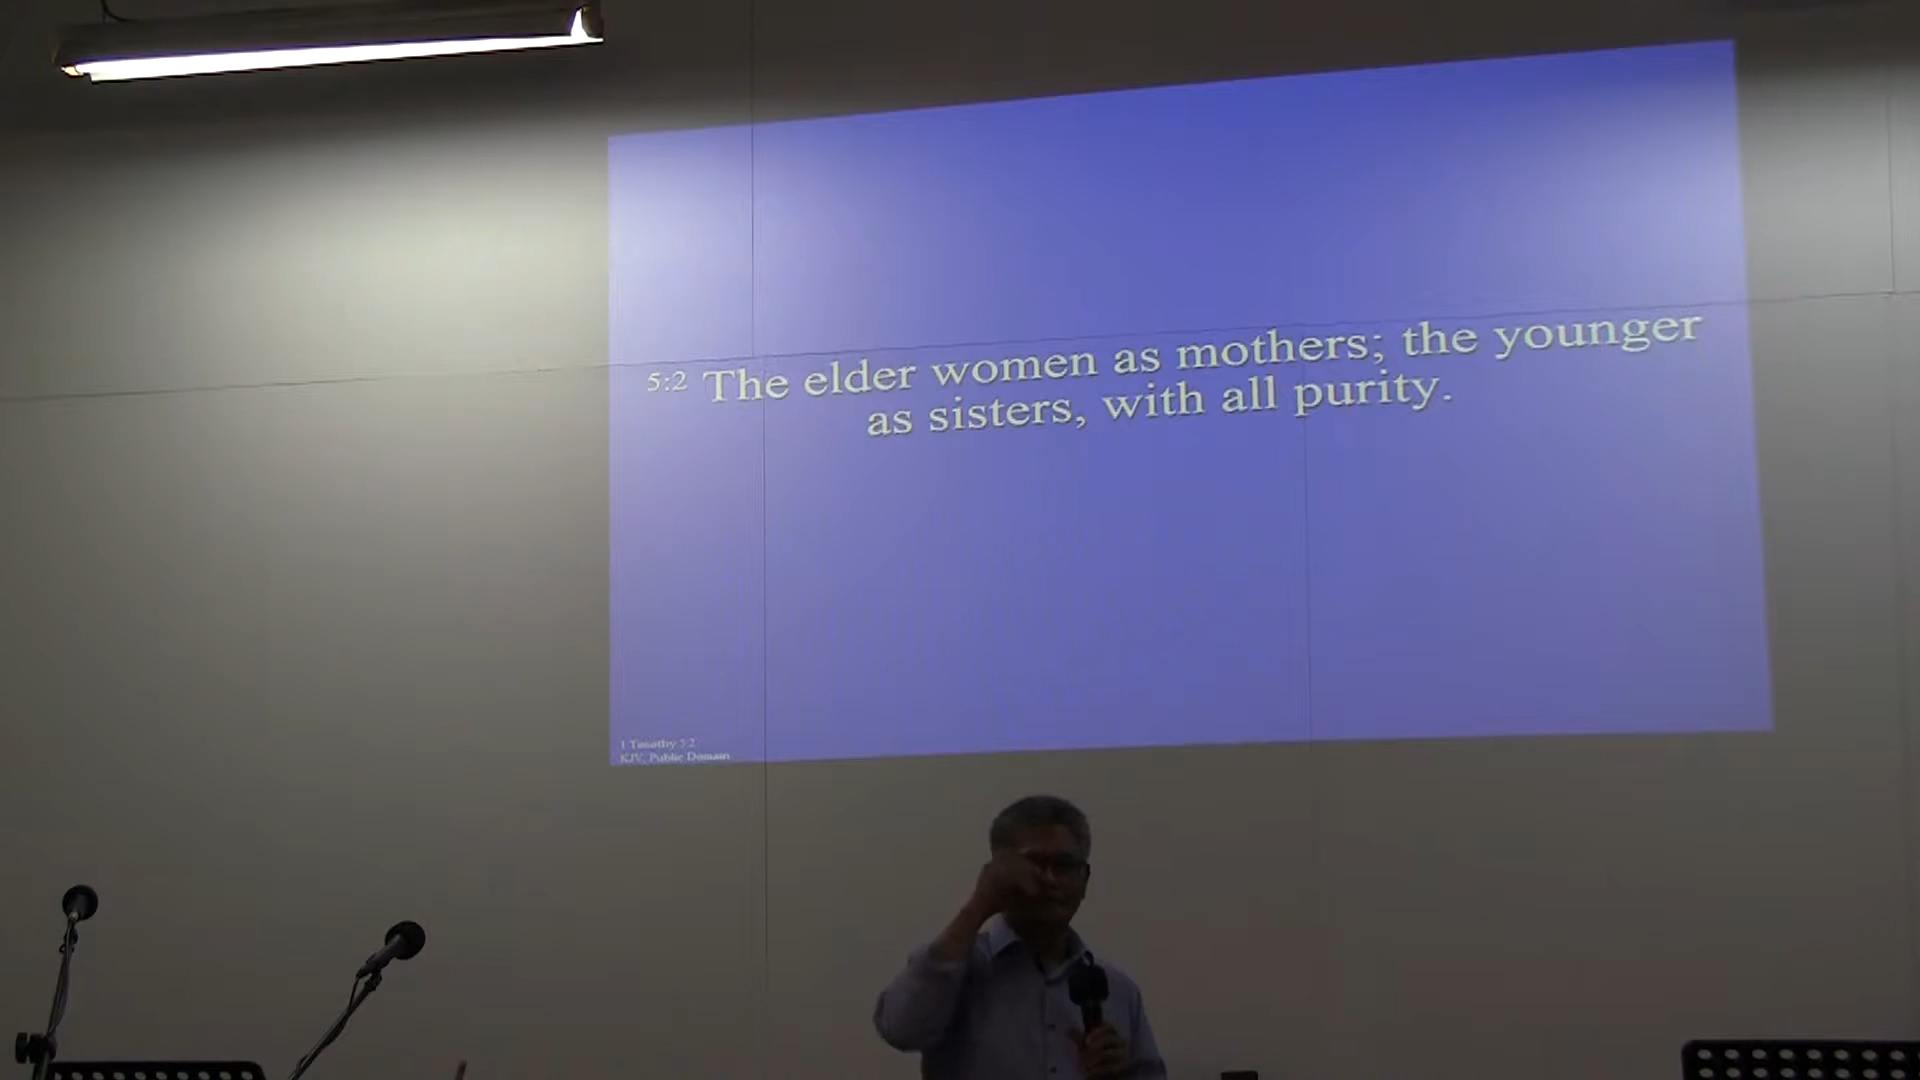 5:2 The elder women as mothers; the younger
as sisters, with all purity.
1 Timothy 5:2
KJV, Public Domain